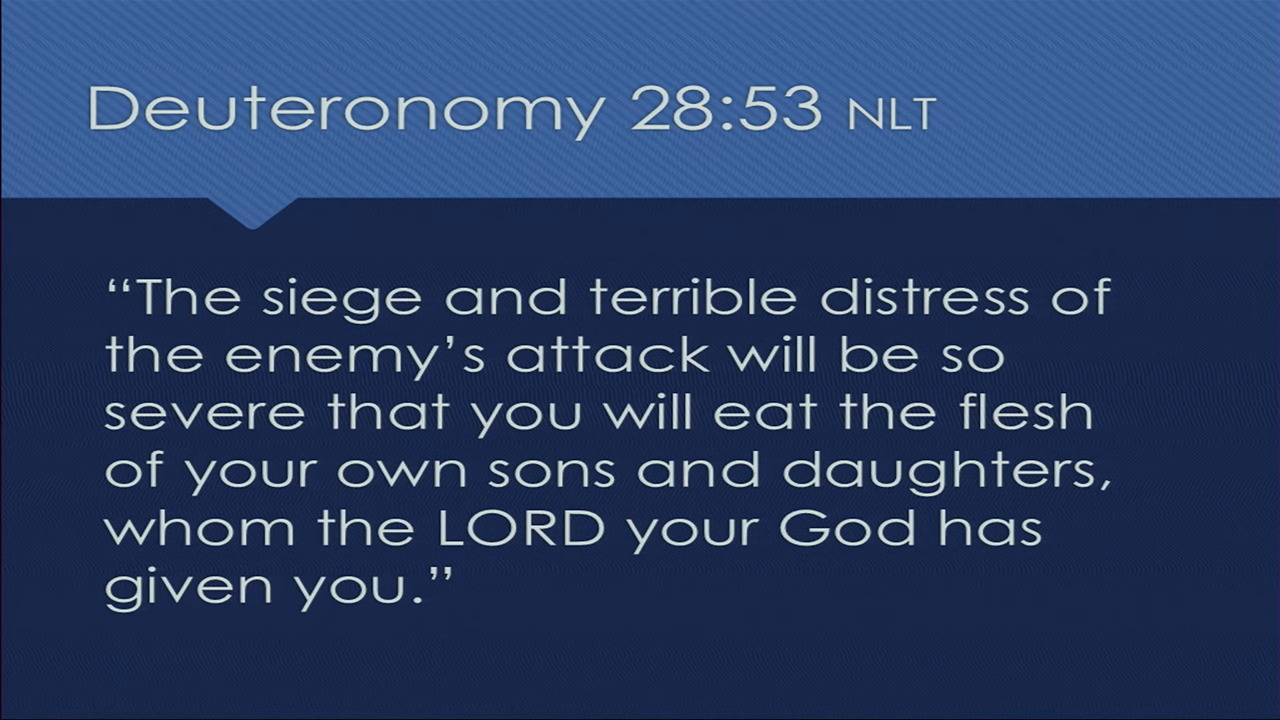 Deuteronomy 28:53 NLT
“The siege and terrible distress of
the enemy’s attack will be so
severe that you will eat the flesh
of your own sons and daughters,
whom the LORD your God has
given you.”